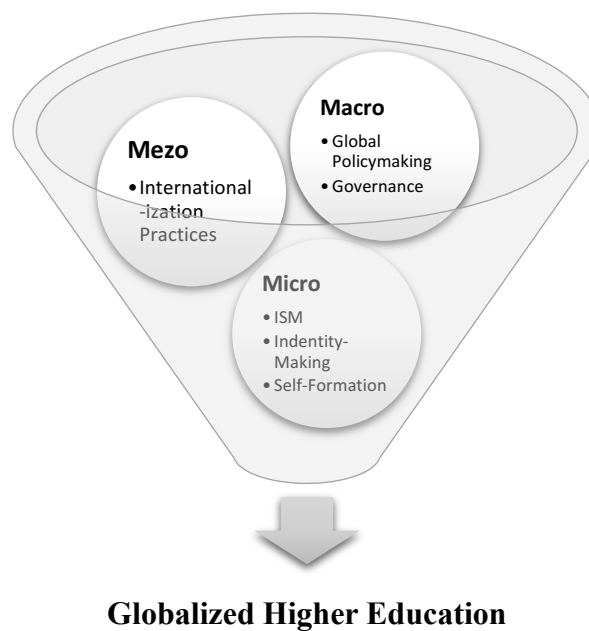 Macro
• Global
Policymaking
• Governance
Mezo
• International
-ization
Practices
Micro
• ISM
• Indentity-
Making
• Self-Formation
Globalized Higher Education